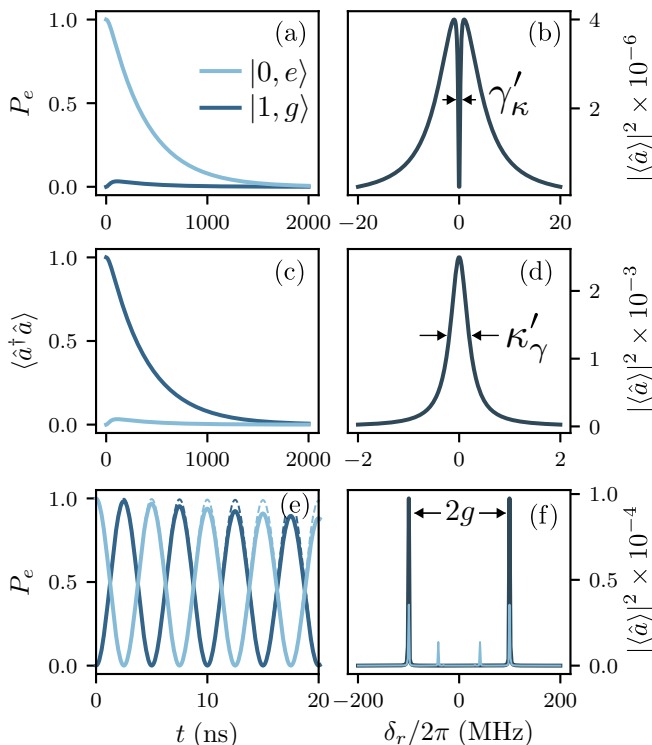 (a)
P_e
1.0
0.5
0.0
|0, e⟩
|1, g⟩
0
1000
2000
(b)
γ′_κ
4
2
|⟨â⟩|² × 10⁻⁶
−20
0
20
(c)
⟨â†â⟩
1.0
0.5
0.0
0
1000
2000
(d)
κ′_γ
2
1
0
|⟨â⟩|² × 10⁻³
−2
0
2
(e)
P_e
1.0
0.5
0.0
0
10
20
t (ns)
(f)
2g
1.0
0.5
0.0
|⟨â⟩|² × 10⁻⁴
−200
0
200
δ_r/2π (MHz)